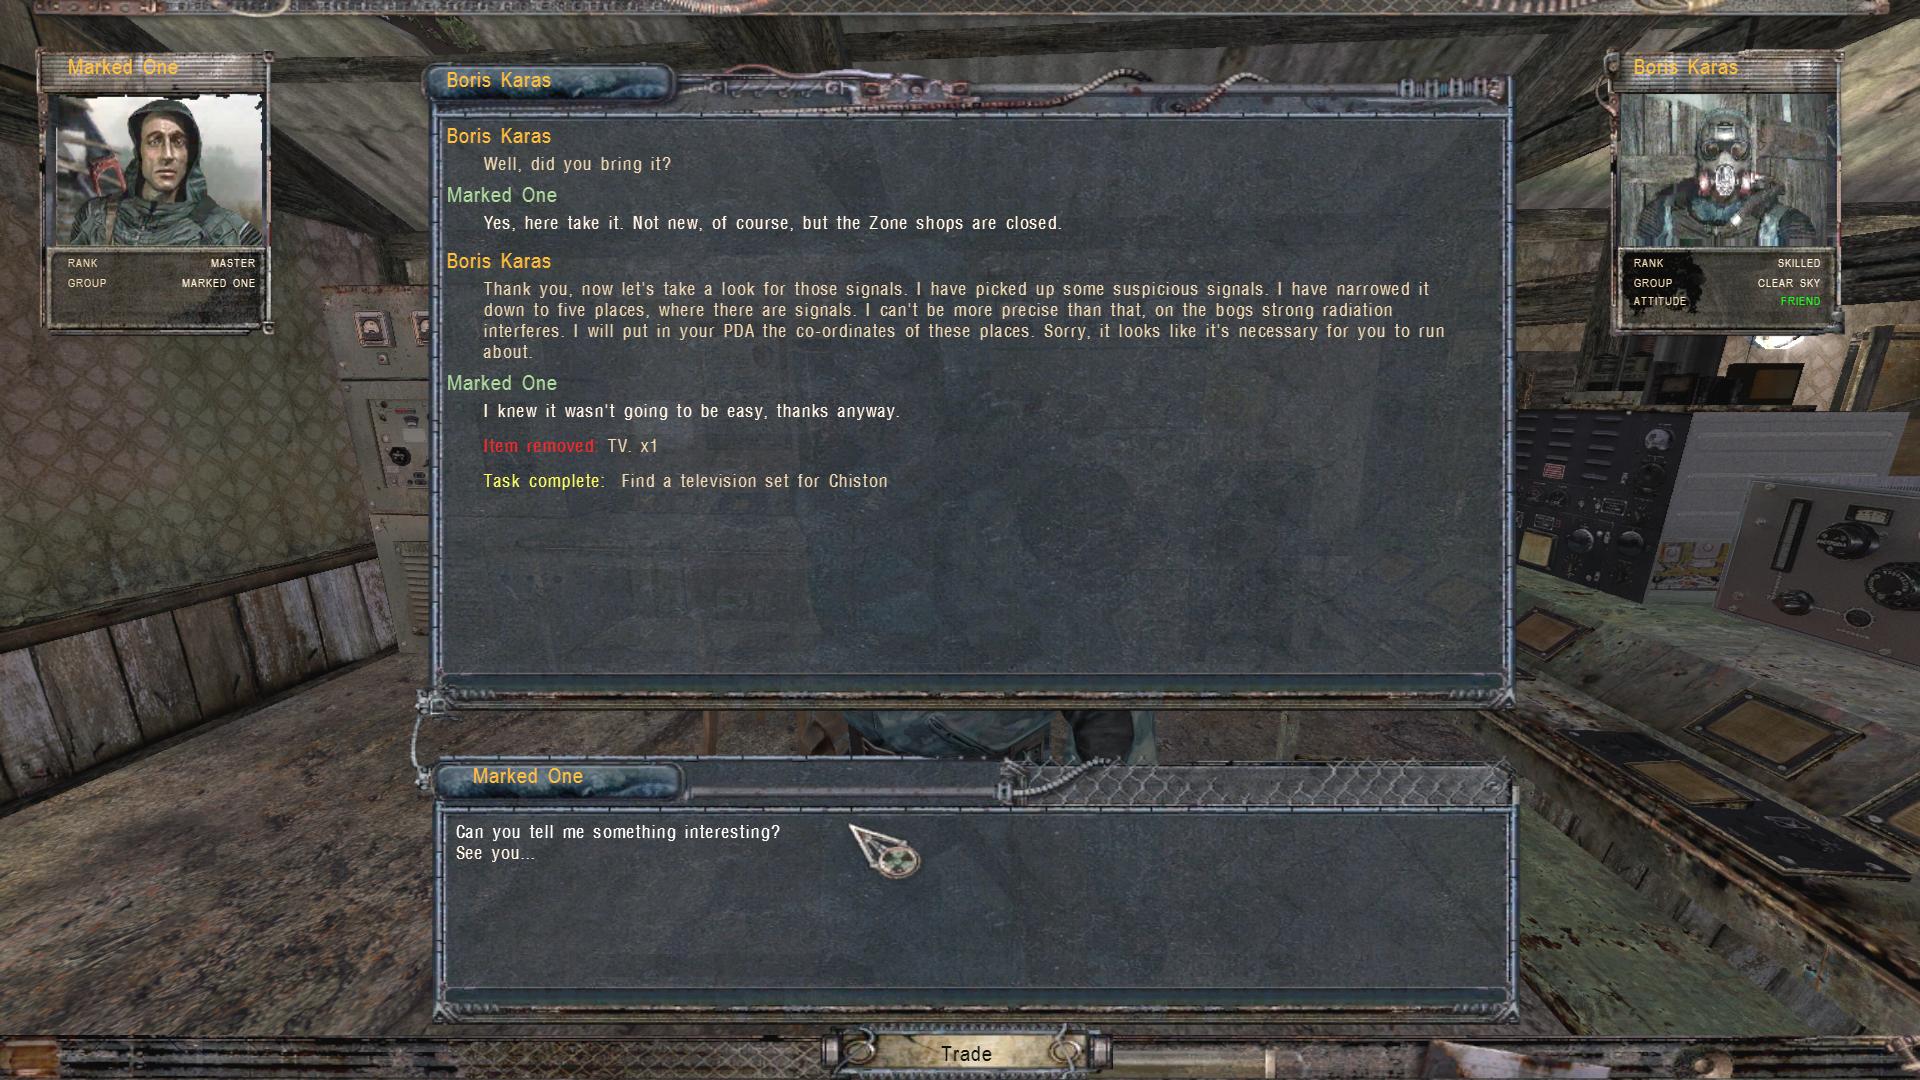 Marked One
RANK MASTER
GROUP MARKED ONE
Boris Karas
Boris Karas
Well, did you bring it?
Marked One
Yes, here take it. Not new, of course, but the Zone shops are closed.
Boris Karas
Thank you, now let's take a look for those signals. I have picked up some suspicious signals. I have narrowed it
down to five places, where there are signals. I can't be more precise than that, on the bogs strong radiation
interferes. I will put in your PDA the co-ordinates of these places. Sorry, it looks like it's necessary for you to run
about.
Marked One
I knew it wasn't going to be easy, thanks anyway.
Item removed: TV. x1
Task complete: Find a television set for Chiston
Boris Karas
RANK SKILLED
GROUP CLEAR SKY
ATTITUDE FRIEND
Marked One
Can you tell me something interesting?
See you...
Trade